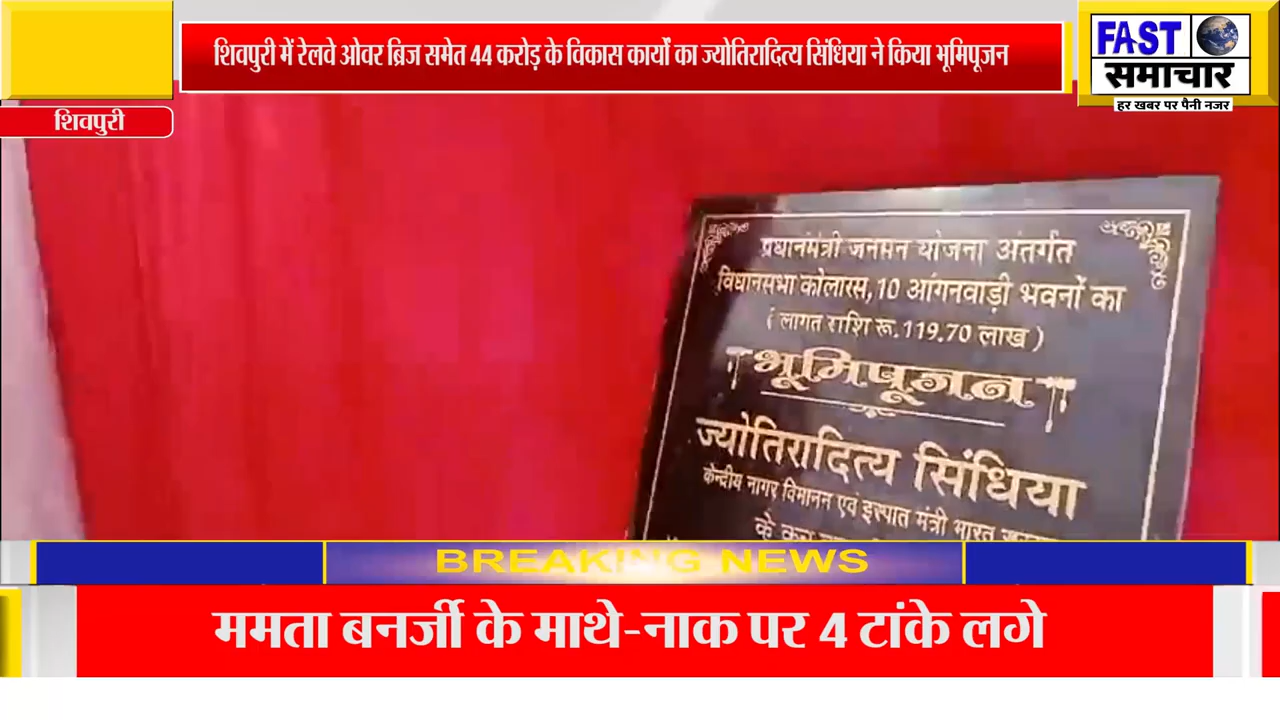 शिवपुरी में रेलवे ओवर ब्रिज समेत 44 करोड़ के विकास कार्यों का ज्योतिरादित्य सिंधिया ने किया भूमिपूजन
FAST
समाचार
हर खबर पर पैनी नजर
शिवपुरी
प्रधानमंत्री जनमन योजना अंतर्गत
विधानसभा कोलारस, 10 आंगनवाड़ी भवनों का
( लागत राशि रू. 119.70 लाख )
भूमिपूजन
ज्योतिरादित्य सिंधिया
केन्द्रीय नागर विमानन एवं इस्पात मंत्री भारत
के
BREAKING NEWS
ममता बनर्जी के माथे-नाक पर 4 टांके लगे